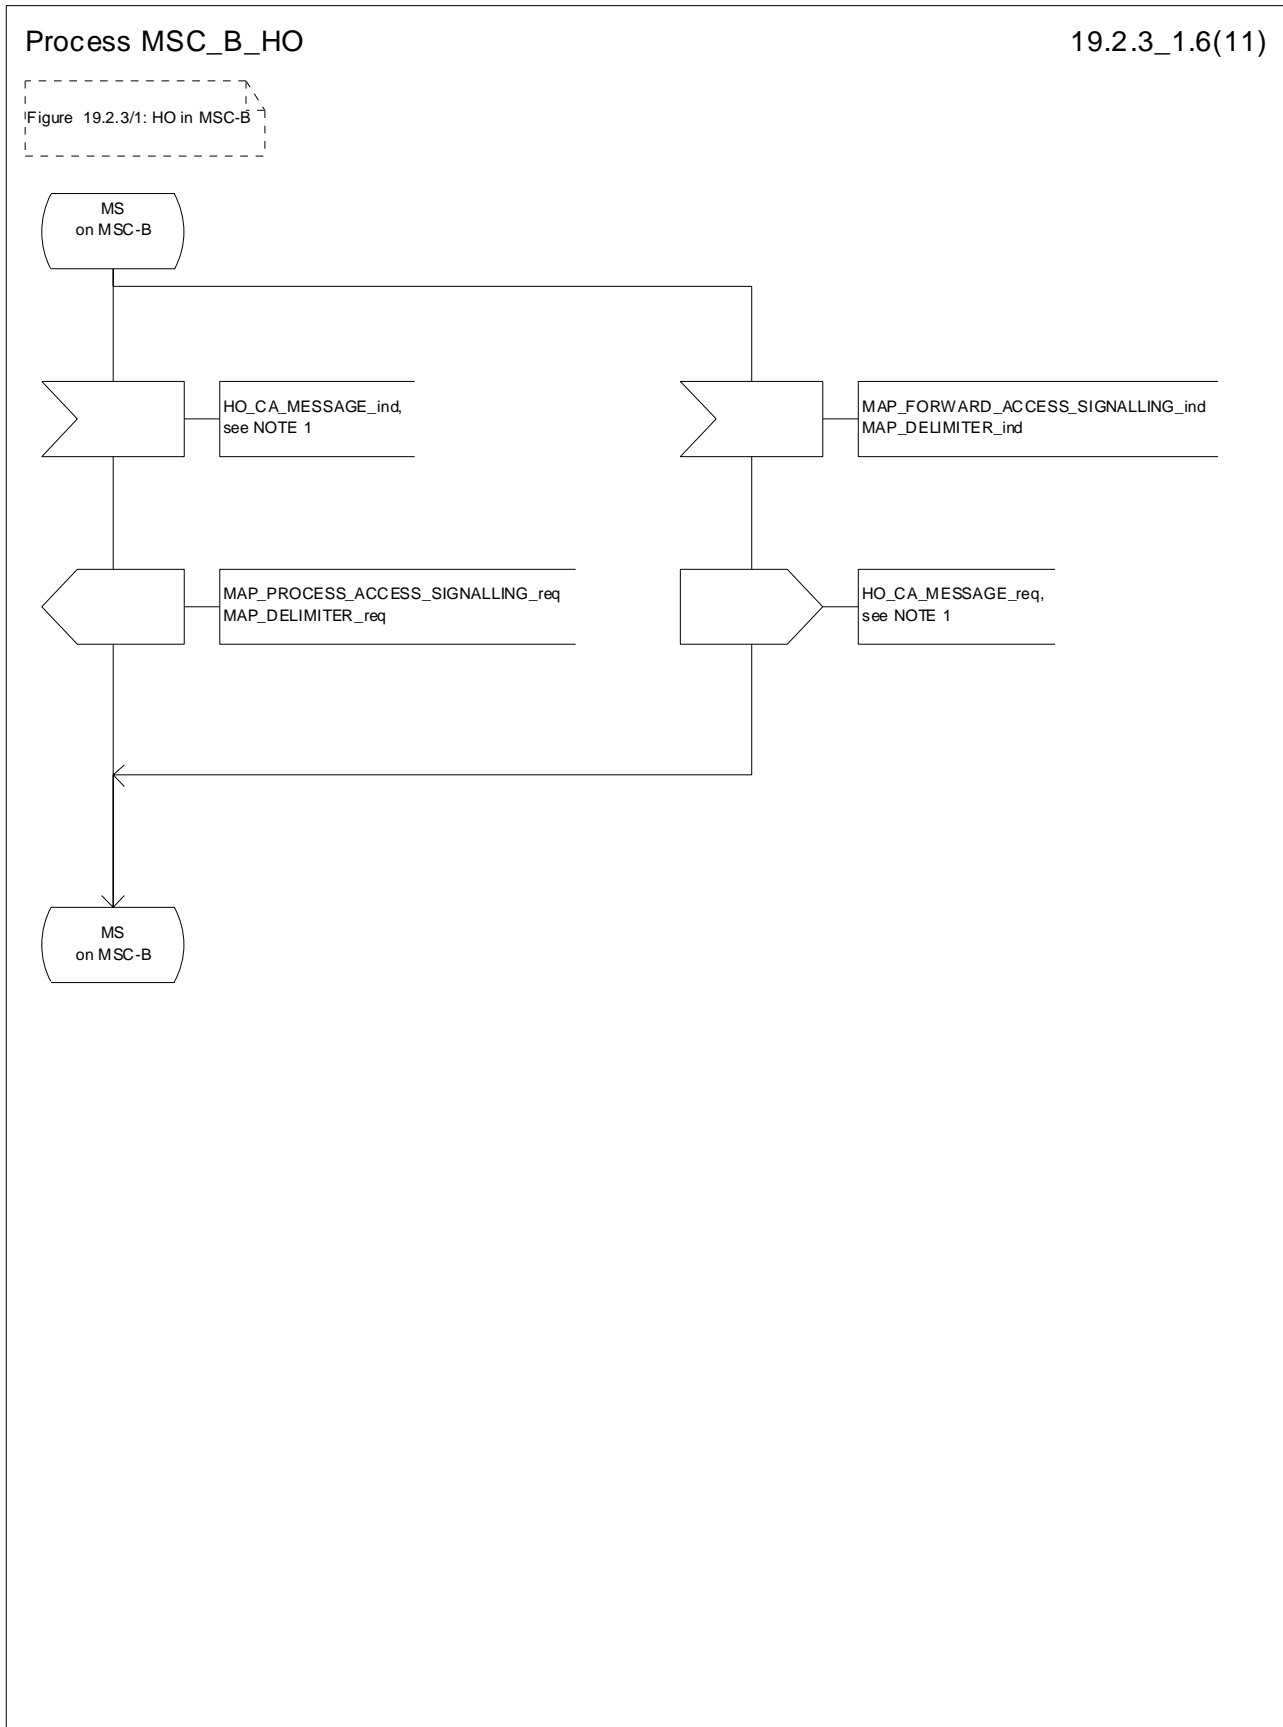 Process MSC_B_HO
19.2.3_1.6(11)
Figure 19.2.3/1: HO in MSC-B
MS
on MSC-B
HO_CA_MESSAGE_ind,
see NOTE 1
MAP_FORWARD_ACCESS_SIGNALLING_ind
MAP_DELIMITER_ind
MAP_PROCESS_ACCESS_SIGNALLING_req
MAP_DELIMITER_req
HO_CA_MESSAGE_req,
see NOTE 1
MS
on MSC-B